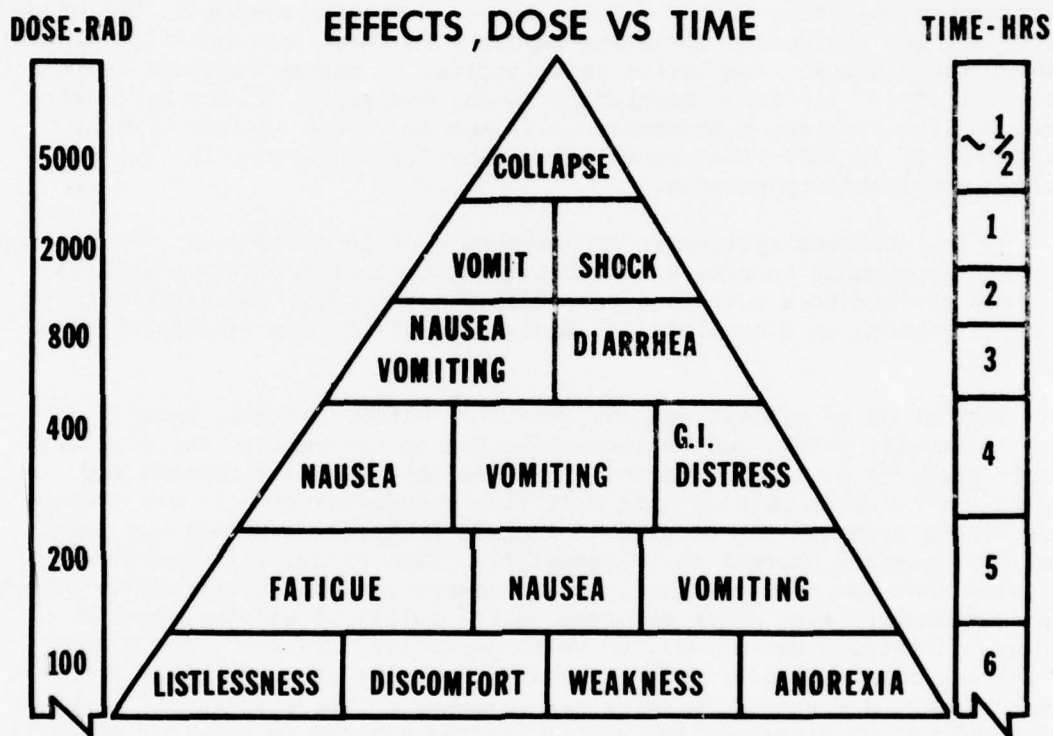 DOSE-RAD
EFFECTS, DOSE VS TIME
TIME-HRS
5000
COLLAPSE
~ 1/2
2000
VOMIT
SHOCK
1
2
800
NAUSEA
VOMITING
DIARRHEA
3
400
NAUSEA
VOMITING
G.I.
DISTRESS
4
200
FATIGUE
NAUSEA
VOMITING
5
100
LISTLESSNESS
DISCOMFORT
WEAKNESS
ANOREXIA
6